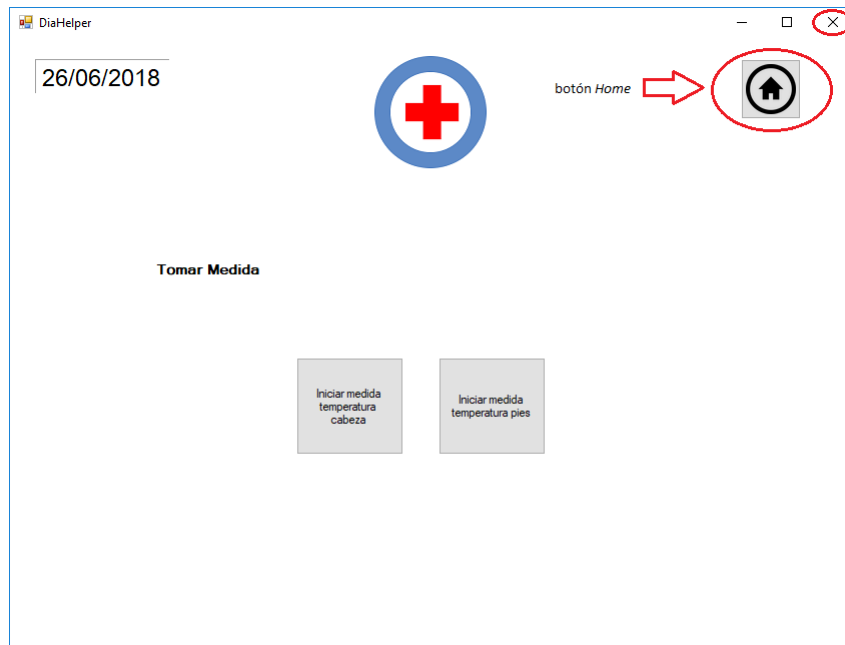 DiaHelper
26/06/2018
botón Home
Tomar Medida
Iniciar medida
temperatura
cabeza
Iniciar medida
temperatura pies